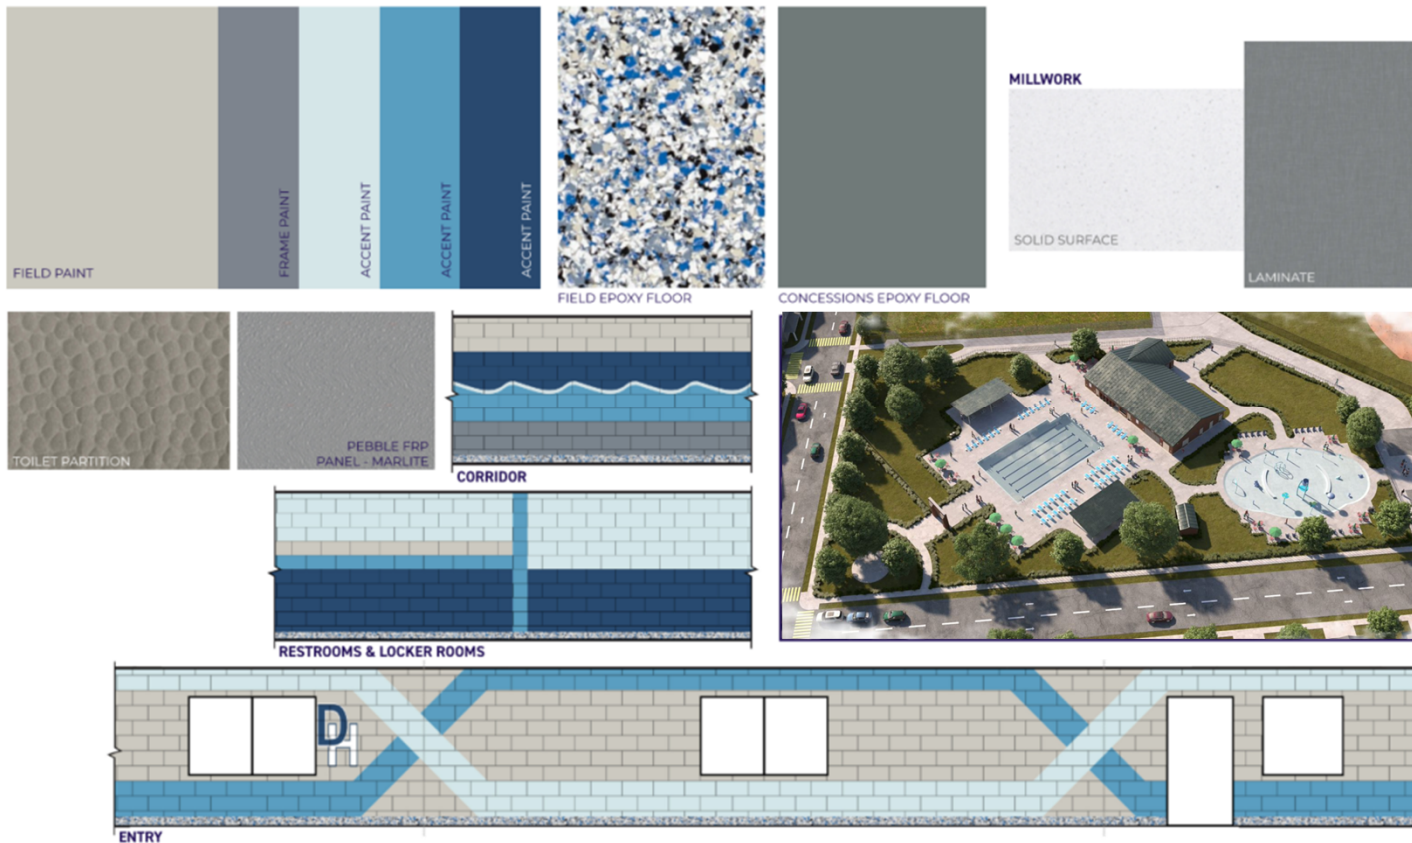 FIELD PAINT
FRAME PAINT
ACCENT PAINT
ACCENT PAINT
ACCENT PAINT
FIELD EPOXY FLOOR
CONCESSIONS EPOXY FLOOR
MILLWORK
SOLID SURFACE
LAMINATE
TOILET PARTITION
PEBBLE FRP
PANEL - MARLITE
CORRIDOR
RESTROOMS & LOCKER ROOMS
DH
ENTRY